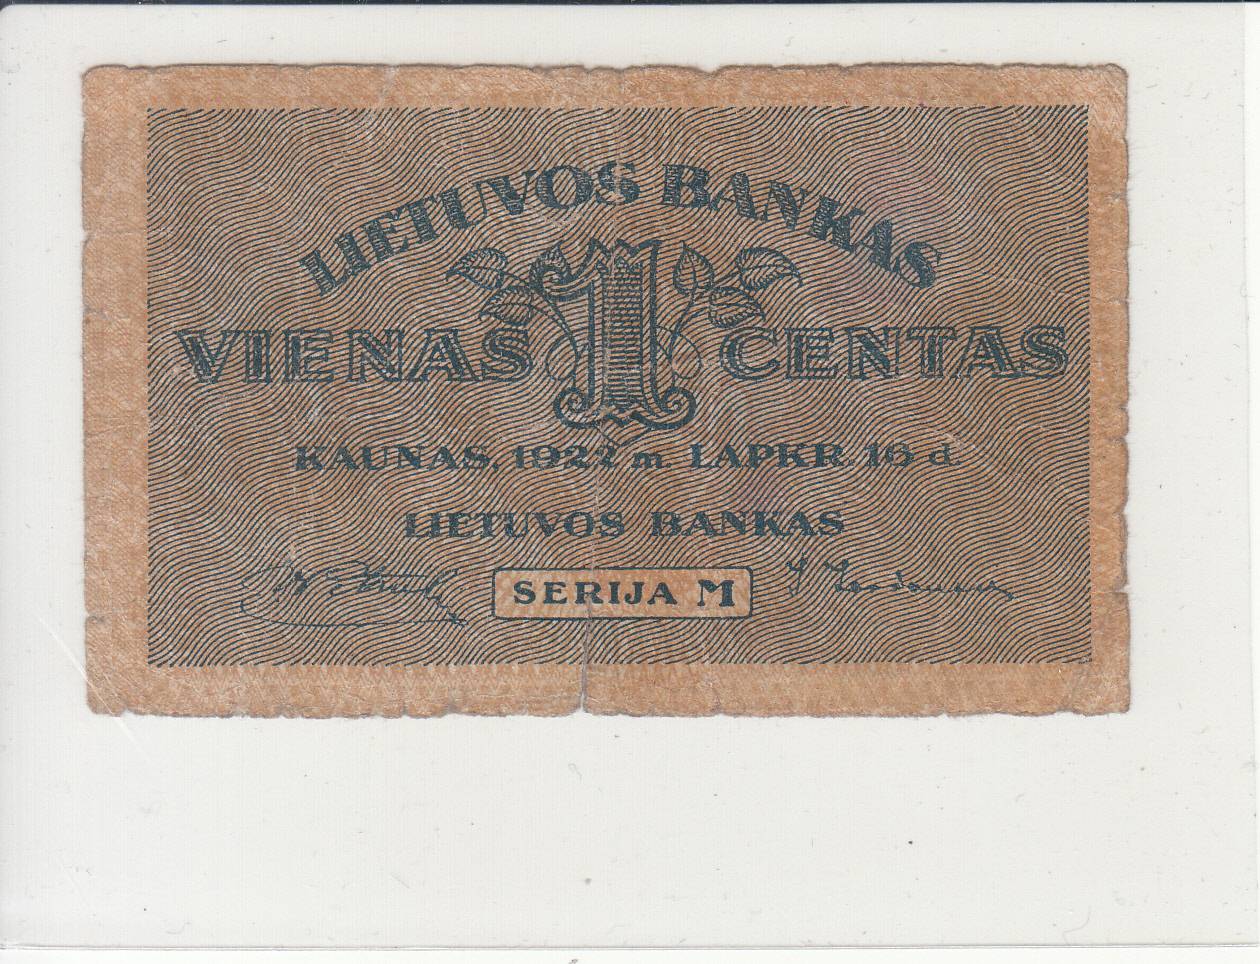 LIETUVOS BANKAS
VIENAS 1 CENTAS
KAUNAS, 1922 m. LAPKR. 16 d.
LIETUVOS BANKAS
SERIJA M